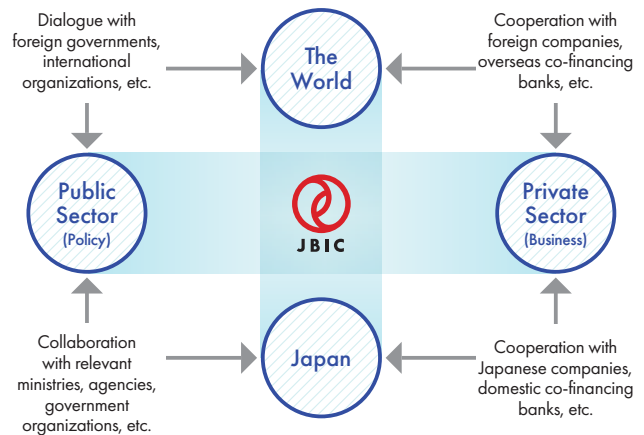 Dialogue with
foreign governments,
international
organizations, etc.
The
World
Cooperation with
foreign companies,
overseas co-financing
banks, etc.
Public
Sector
(Policy)
JBIC
Private
Sector
(Business)
Collaboration
with relevant
ministries, agencies,
government
organizations, etc.
Japan
Cooperation with
Japanese companies,
domestic co-financing
banks, etc.